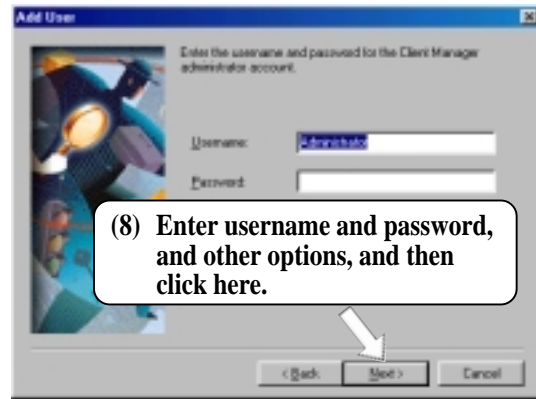 Add User
Enter the username and password for the Client Manager
administrator account.
Username:
Administrator
Password:
(8) Enter username and password,
and other options, and then
click here.
< Back
Next >
Cancel